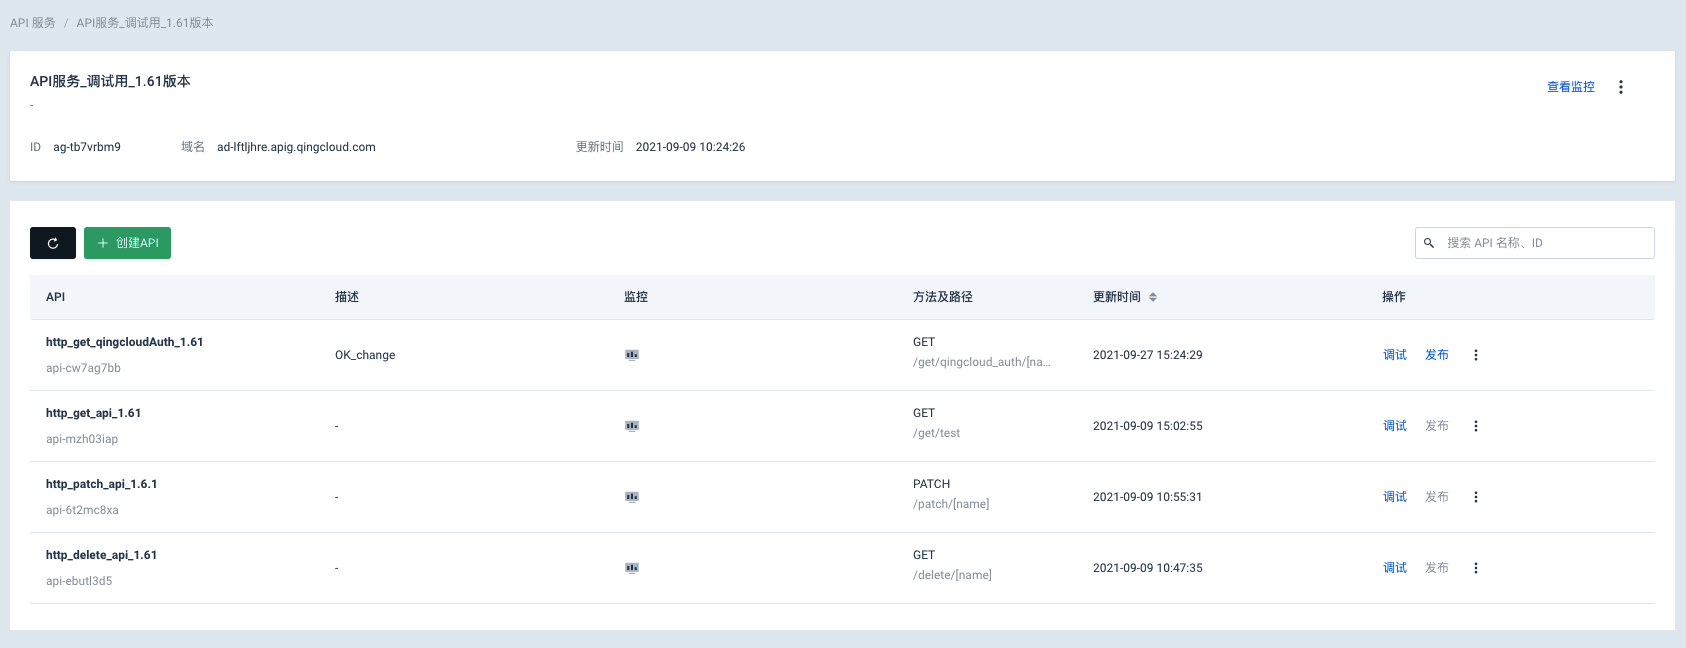 API 服务 / API服务_调试用_1.61版本
API服务_调试用_1.61版本
查看监控
-
ID ag-tb7vrbm9 域名 ad-lftljhre.apig.qingcloud.com 更新时间 2021-09-09 10:24:26
创建API
搜索 API 名称、ID
API 描述 监控 方法及路径 更新时间 操作
http_get_qingcloudAuth_1.61
api-cw7ag7bb
OK_change
GET
/get/qingcloud_auth/[na...
2021-09-27 15:24:29
调试 发布
http_get_api_1.61
api-mzh03iap
-
GET
/get/test
2021-09-09 15:02:55
调试 发布
http_patch_api_1.6.1
api-6t2mc8xa
-
PATCH
/patch/[name]
2021-09-09 10:55:31
调试 发布
http_delete_api_1.61
api-ebutl3d5
-
GET
/delete/[name]
2021-09-09 10:47:35
调试 发布